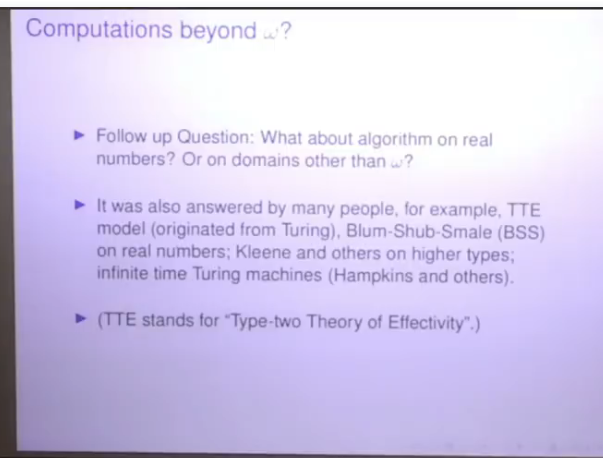 Computations beyond ω?
▶ Follow up Question: What about algorithm on real
numbers? Or on domains other than ω?
▶ It was also answered by many people, for example, TTE
model (originated from Turing), Blum-Shub-Smale (BSS)
on real numbers; Kleene and others on higher types;
infinite time Turing machines (Hampkins and others).
▶ (TTE stands for "Type-two Theory of Effectivity".)